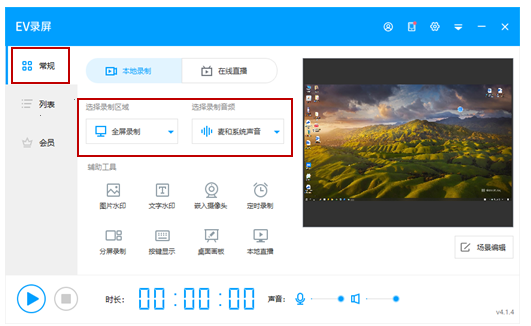 EV录屏
常规
列表
会员
本地录制
在线直播
选择录制区域
选择录制音频
全屏录制
麦和系统声音
辅助工具
图片水印
文字水印
嵌入摄像头
定时录制
分屏录制
按键显示
桌面画板
本地直播
场景编辑
时长：
00:00:00
声音：
v4.1.4